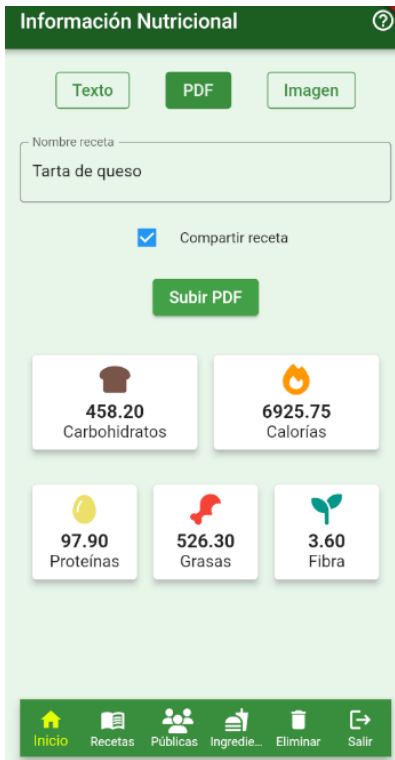 Información Nutricional
Texto PDF Imagen
Nombre receta
Tarta de queso
Compartir receta
Subir PDF
458.20 6925.75
Carbohidratos Calorías
97.90 526.30 3.60
Proteínas Grasas Fibra
Inicio Recetas Públicas Ingredie... Eliminar Salir